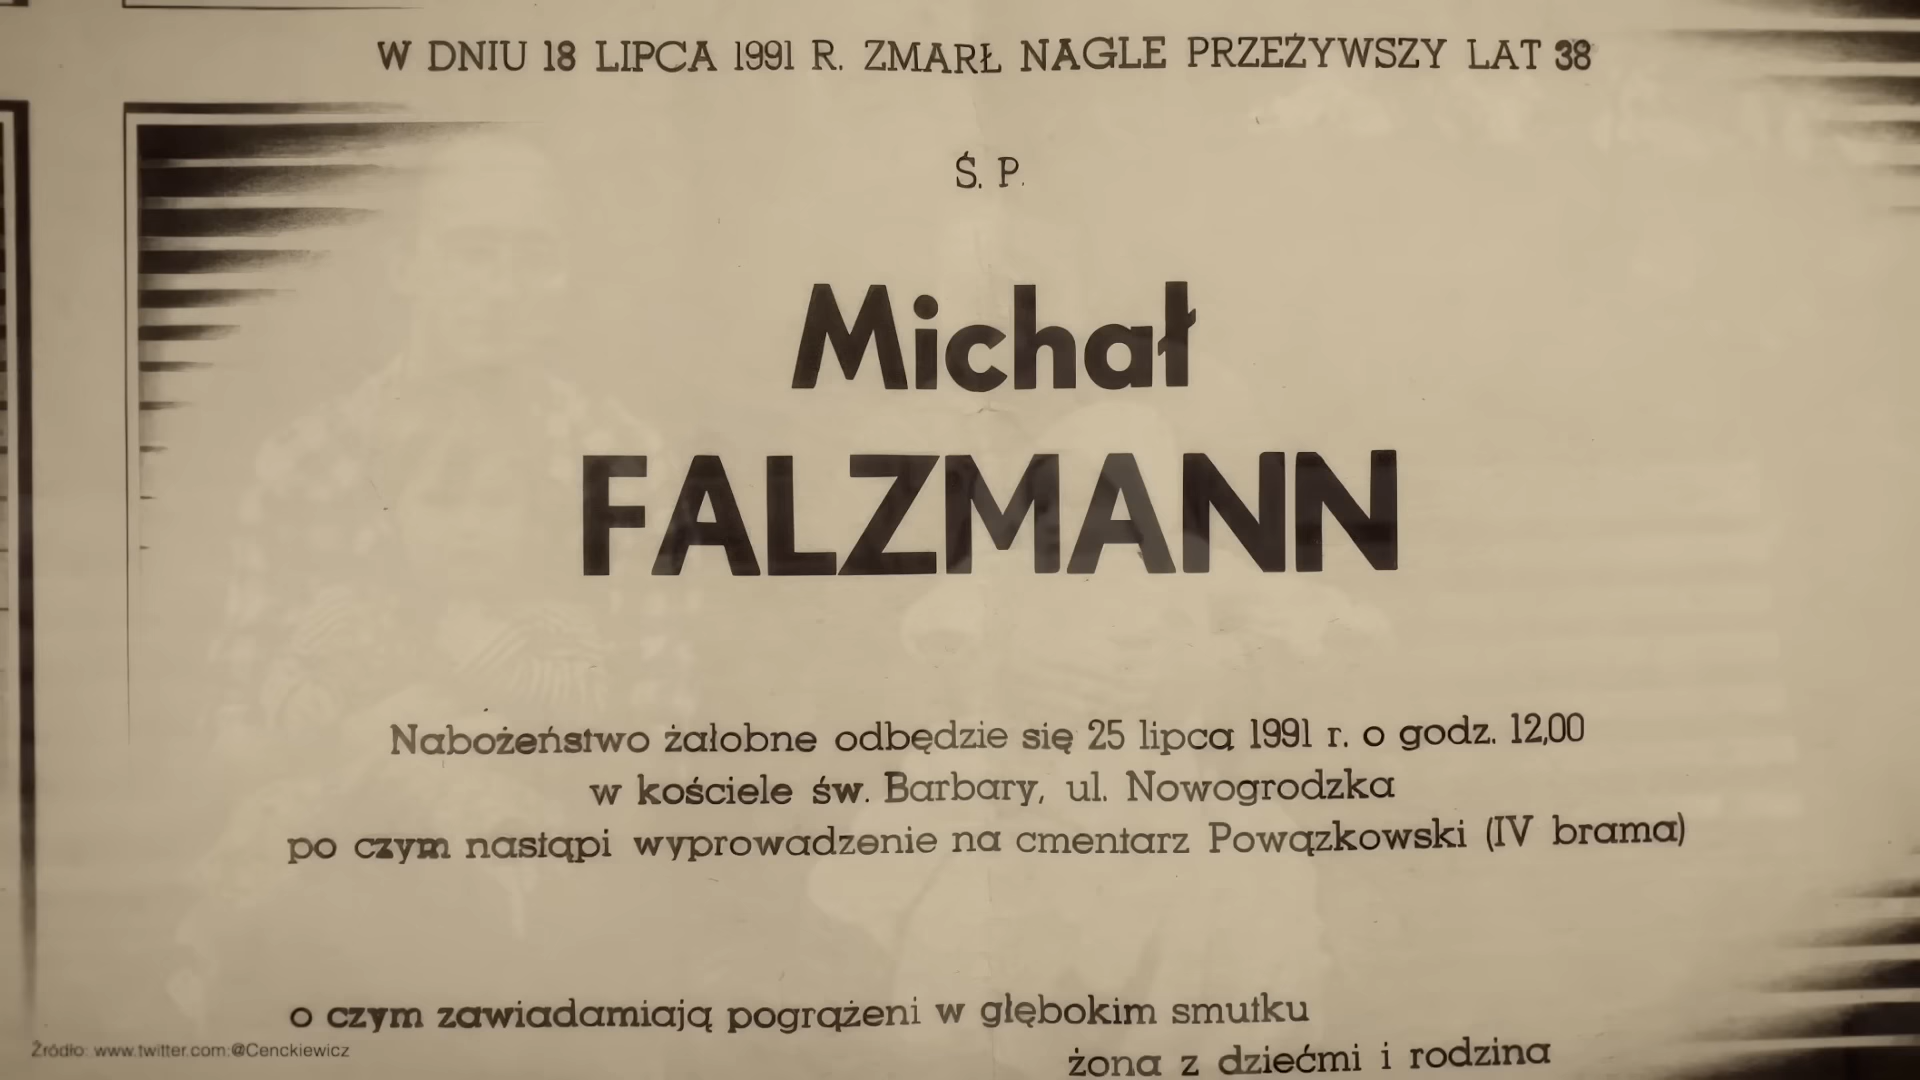 W DNIU 18 LIPCA 1991 R. ZMARŁ NAGLE PRZEŻYWSZY LAT 38
Ś. P.
Michał
FALZMANN
Nabożeństwo żałobne odbędzie się 25 lipca 1991 r. o godz. 12,00
w kościele św. Barbary, ul. Nowogrodzka
po czym nastąpi wyprowadzenie na cmentarz Powązkowski (IV brama)
o czym zawiadamiają pogrążeni w głębokim smutku
żona z dziećmi i rodzina
Źródło: www.twitter.com:@Cenckiewicz